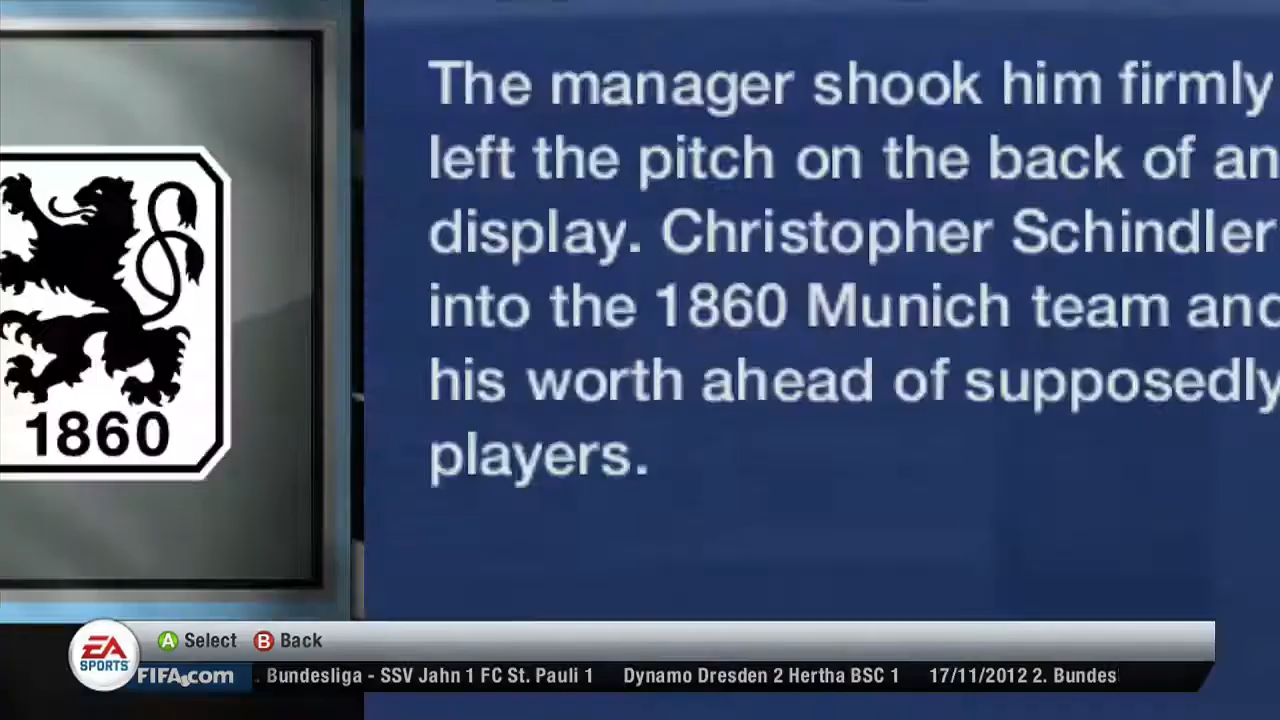 The manager shook him firmly
left the pitch on the back of an
display. Christopher Schindler
into the 1860 Munich team and
his worth ahead of supposedly
players.
1860
EA
SPORTS
A Select B Back
FIFA.com
. Bundesliga - SSV Jahn 1 FC St. Pauli 1 Dynamo Dresden 2 Hertha BSC 1 17/11/2012 2. Bundes